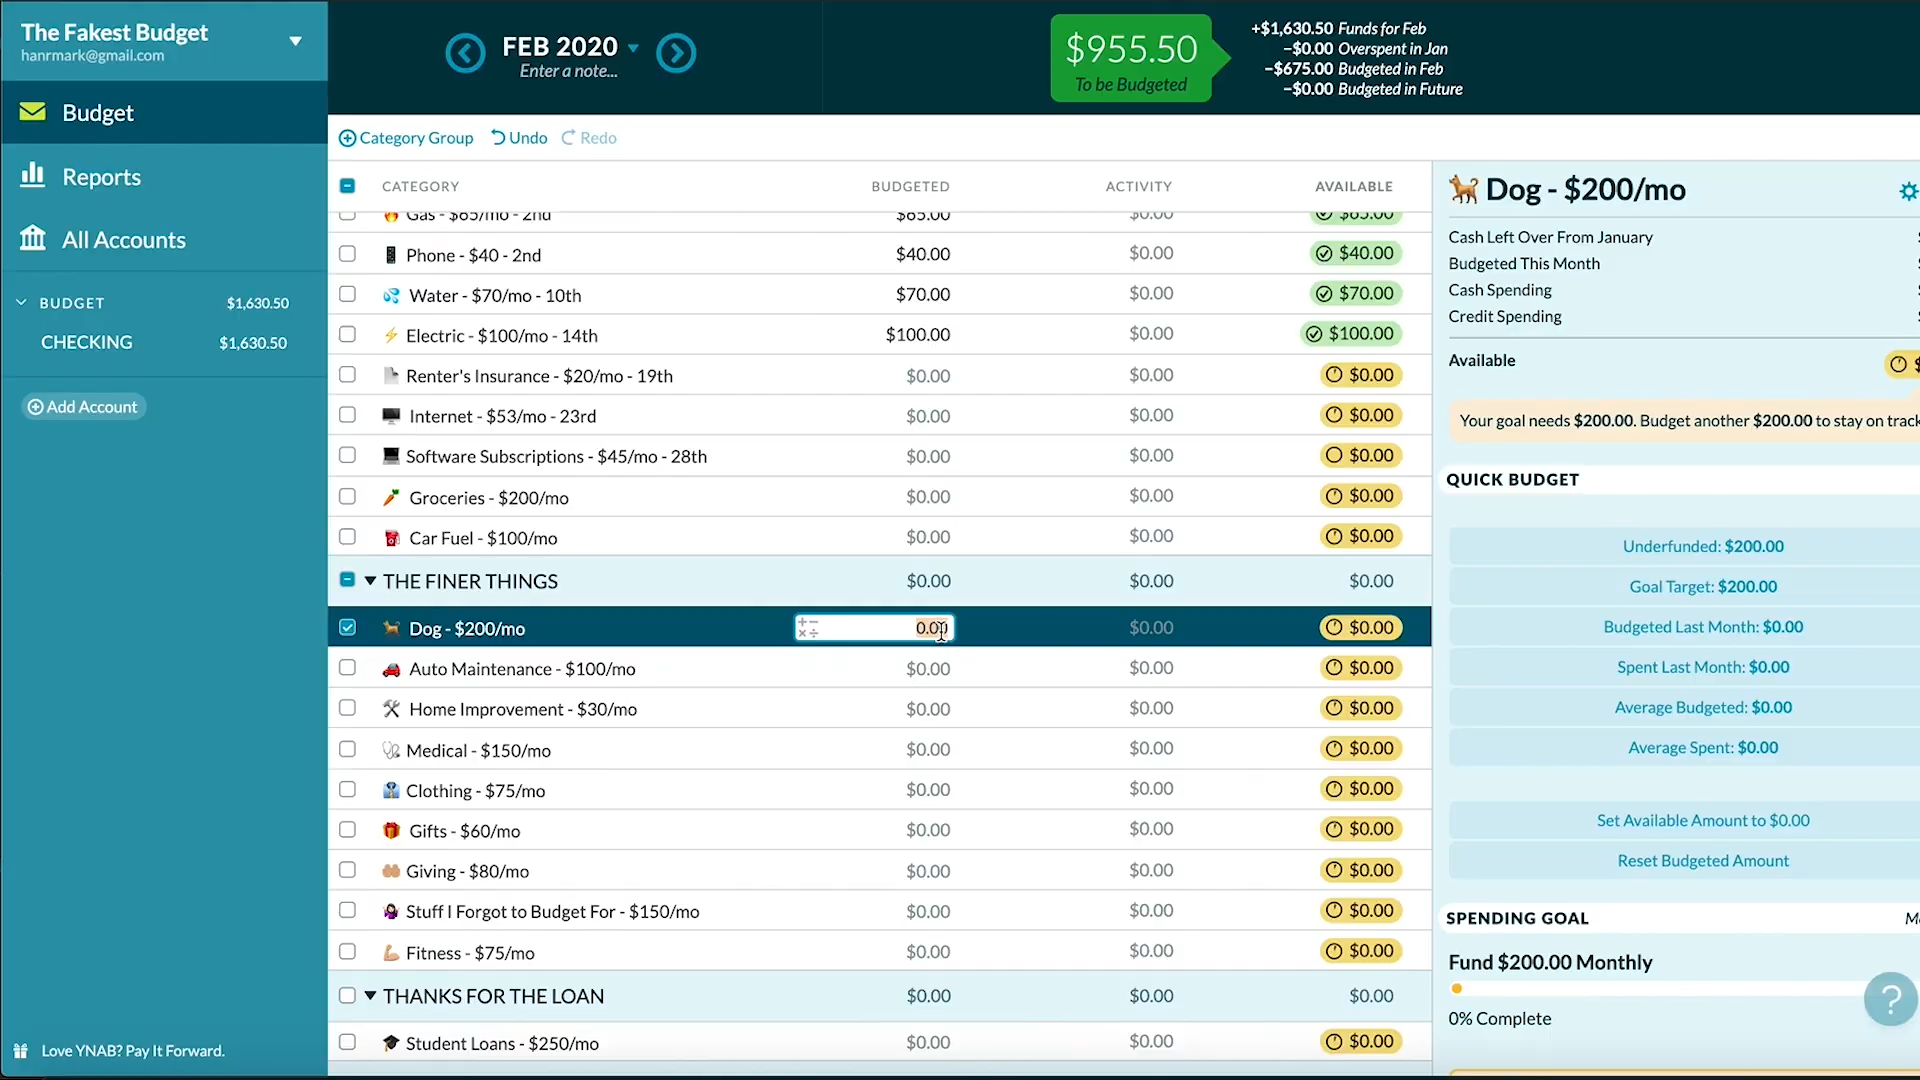 The Fakest Budget
hanrmark@gmail.com
Budget
Reports
All Accounts
BUDGET $1,630.50
CHECKING $1,630.50
Add Account
Love YNAB? Pay It Forward.
FEB 2020
Enter a note...
$955.50
To be Budgeted
+$1,630.50 Funds for Feb
−$0.00 Overspent in Jan
−$675.00 Budgeted in Feb
−$0.00 Budgeted in Future
Category Group Undo Redo
CATEGORY BUDGETED ACTIVITY AVAILABLE
Gas - $65/mo - 2nd $65.00 $0.00 $65.00
Phone - $40 - 2nd $40.00 $0.00 $40.00
Water - $70/mo - 10th $70.00 $0.00 $70.00
Electric - $100/mo - 14th $100.00 $0.00 $100.00
Renter's Insurance - $20/mo - 19th $0.00 $0.00 $0.00
Internet - $53/mo - 23rd $0.00 $0.00 $0.00
Software Subscriptions - $45/mo - 28th $0.00 $0.00 $0.00
Groceries - $200/mo $0.00 $0.00 $0.00
Car Fuel - $100/mo $0.00 $0.00 $0.00
THE FINER THINGS $0.00 $0.00 $0.00
Dog - $200/mo 0.00 $0.00 $0.00
Auto Maintenance - $100/mo $0.00 $0.00 $0.00
Home Improvement - $30/mo $0.00 $0.00 $0.00
Medical - $150/mo $0.00 $0.00 $0.00
Clothing - $75/mo $0.00 $0.00 $0.00
Gifts - $60/mo $0.00 $0.00 $0.00
Giving - $80/mo $0.00 $0.00 $0.00
Stuff I Forgot to Budget For - $150/mo $0.00 $0.00 $0.00
Fitness - $75/mo $0.00 $0.00 $0.00
THANKS FOR THE LOAN $0.00 $0.00 $0.00
Student Loans - $250/mo $0.00 $0.00 $0.00
Dog - $200/mo
Cash Left Over From January
Budgeted This Month
Cash Spending
Credit Spending
Available
Your goal needs $200.00. Budget another $200.00 to stay on track
QUICK BUDGET
Underfunded: $200.00
Goal Target: $200.00
Budgeted Last Month: $0.00
Spent Last Month: $0.00
Average Budgeted: $0.00
Average Spent: $0.00
Set Available Amount to $0.00
Reset Budgeted Amount
SPENDING GOAL
Fund $200.00 Monthly
0% Complete
?